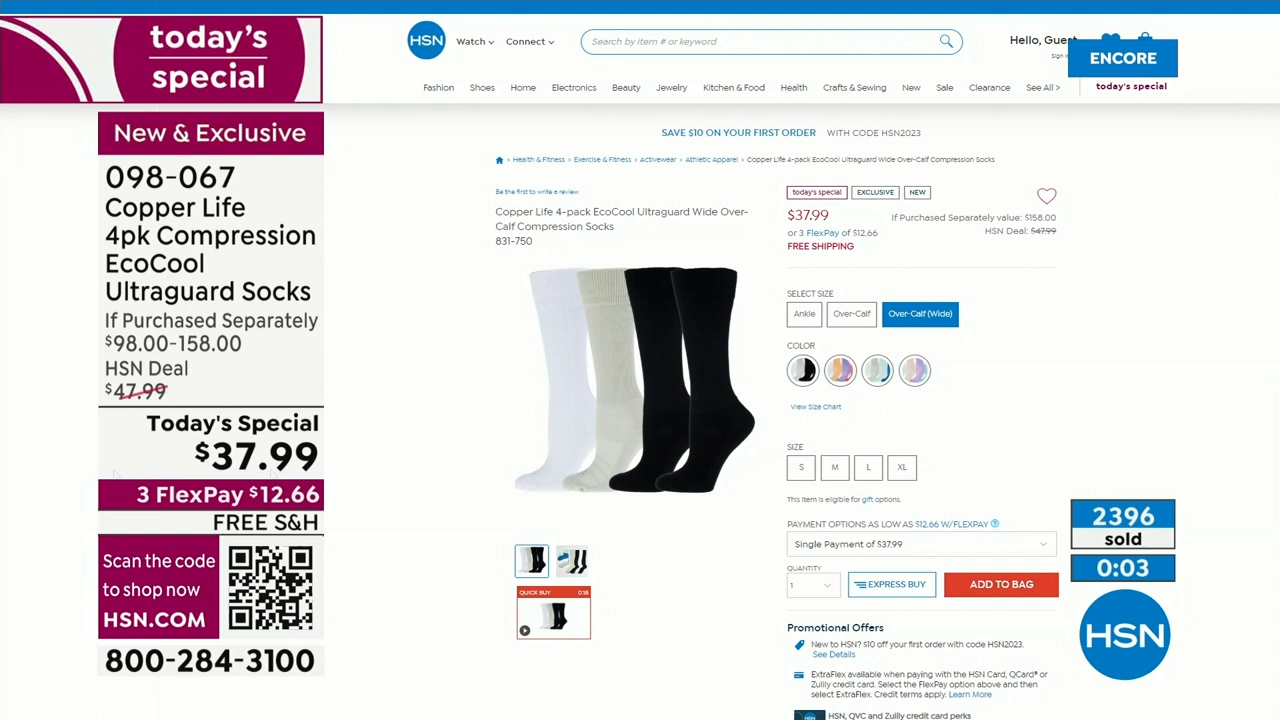 today's
special
New & Exclusive
098-067
Copper Life
4pk Compression
EcoCool
Ultraguard Socks
If Purchased Separately
$98.00-158.00
HSN Deal
$47.99
Today's Special
$37.99
3 FlexPay $12.66
FREE S&H
Scan the code
to shop now
HSN.COM
800-284-3100
HSN
Watch
Connect
Search by item # or keyword
Hello, Guest
Sign I
ENCORE
today's special
Fashion Shoes Home Electronics Beauty Jewelry Kitchen & Food Health Crafts & Sewing New Sale Clearance See All >
SAVE $10 ON YOUR FIRST ORDER WITH CODE HSN2023
> Health & Fitness > Exercise & Fitness > Activewear > Athletic Apparel > Copper Life 4-pack EcoCool Ultraguard Wide Over-Calf Compression Socks
Be the first to write a review
Copper Life 4-pack EcoCool Ultraguard Wide Over-
Calf Compression Socks
831-750
QUICK BUY 0:18
today's special EXCLUSIVE NEW
$37.99
If Purchased Separately value: $158.00
or 3 FlexPay of $12.66
HSN Deal: $47.99
FREE SHIPPING
SELECT SIZE
Ankle Over-Calf Over-Calf (Wide)
COLOR
View Size Chart
SIZE
S M L XL
This item is eligible for gift options.
PAYMENT OPTIONS AS LOW AS $12.66 W/FLEXPAY
Single Payment of $37.99
QUANTITY
1
EXPRESS BUY
ADD TO BAG
Promotional Offers
New to HSN? $10 off your first order with code HSN2023.
See Details
ExtraFlex available when paying with the HSN Card, QCard® or
Zulily credit card. Select the FlexPay option above and then
select ExtraFlex. Credit terms apply. Learn More
HSN, QVC and Zulily credit card perks
2396
sold
0:03
HSN